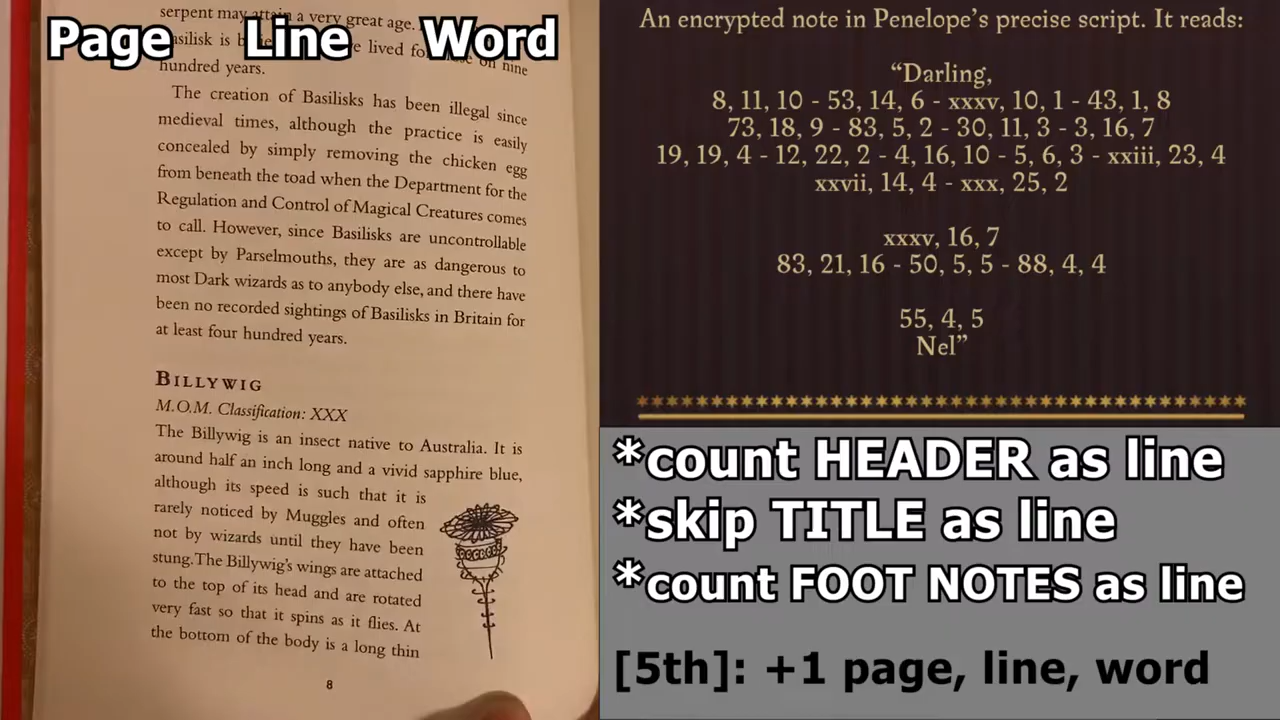 serpent may attain a very great age.
Page Line Word
hundred years.
The creation of Basilisks has been illegal since
medieval times, although the practice is easily
concealed by simply removing the chicken egg
from beneath the toad when the Department for the
Regulation and Control of Magical Creatures comes
to call. However, since Basilisks are uncontrollable
except by Parselmouths, they are as dangerous to
most Dark wizards as to anybody else, and there have
been no recorded sightings of Basilisks in Britain for
at least four hundred years.
BILLYWIG
M.O.M. Classification: XXX
The Billywig is an insect native to Australia. It is
around half an inch long and a vivid sapphire blue,
although its speed is such that it is
rarely noticed by Muggles and often
not by wizards until they have been
stung. The Billywig's wings are attached
to the top of its head and are rotated
very fast so that it spins as it flies. At
the bottom of the body is a long thin
8
An encrypted note in Penelope's precise script. It reads:
“Darling,
8, 11, 10 - 53, 14, 6 - xxxv, 10, 1 - 43, 1, 8
73, 18, 9 - 83, 5, 2 - 30, 11, 3 - 3, 16, 7
19, 19, 4 - 12, 22, 2 - 4, 16, 10 - 5, 6, 3 - xxiii, 23, 4
xxvii, 14, 4 - xxx, 25, 2
xxxv, 16, 7
83, 21, 16 - 50, 5, 5 - 88, 4, 4
55, 4, 5
Nel”
*count HEADER as line
*skip TITLE as line
*count FOOT NOTES as line
[5th]: +1 page, line, word